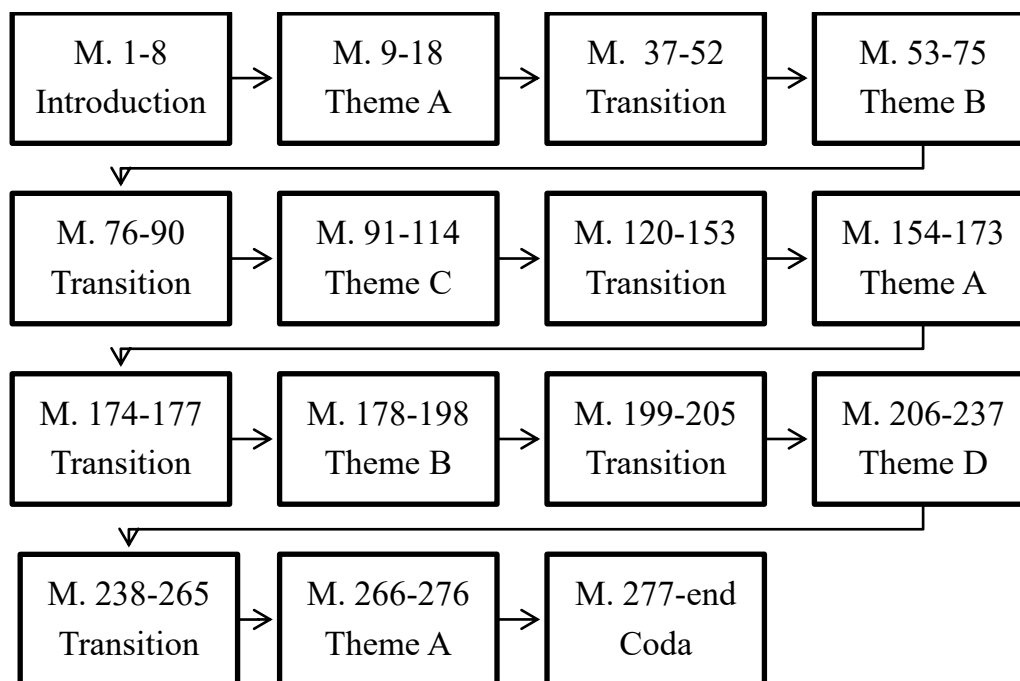 M. 1-8
Introduction
M. 9-18
Theme A
M. 37-52
Transition
M. 53-75
Theme B
M. 76-90
Transition
M. 91-114
Theme C
M. 120-153
Transition
M. 154-173
Theme A
M. 174-177
Transition
M. 178-198
Theme B
M. 199-205
Transition
M. 206-237
Theme D
M. 238-265
Transition
M. 266-276
Theme A
M. 277-end
Coda